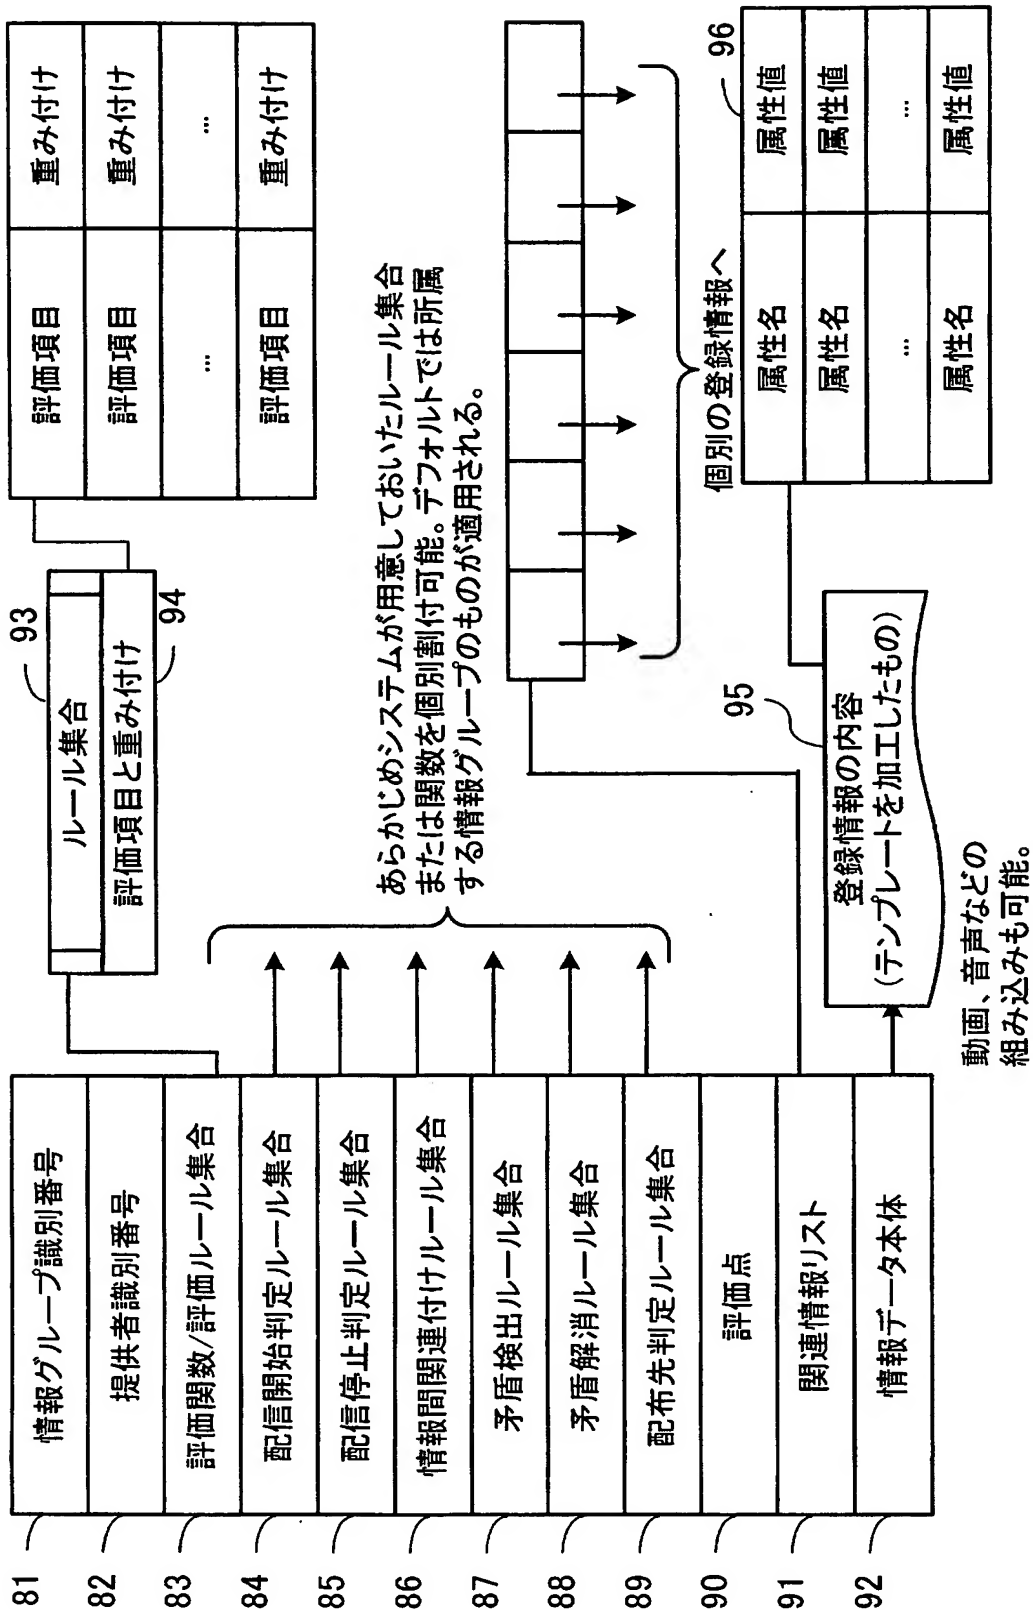 81
情報グループ識別番号
82
提供者識別番号
83
評価関数/評価ルール集合
84
配信開始判定ルール集合
85
配信停止判定ルール集合
86
情報間関連付けルール集合
87
矛盾検出ルール集合
88
矛盾解消ルール集合
89
配布先判定ルール集合
90
評価点
91
関連情報リスト
92
情報データ本体
93
ルール集合
評価項目と重み付け
94
評価項目 重み付け
評価項目 重み付け
… …
評価項目 重み付け
あらかじめシステムが用意しておいたルール集合
または関数を個別割付可能。デフォルトでは所属
する情報グループのものが適用される。
個別の登録情報へ
95
登録情報の内容
(テンプレートを加工したもの)
動画、音声などの
組み込みも可能。
96
属性名 属性値
属性名 属性値
… …
属性名 属性値